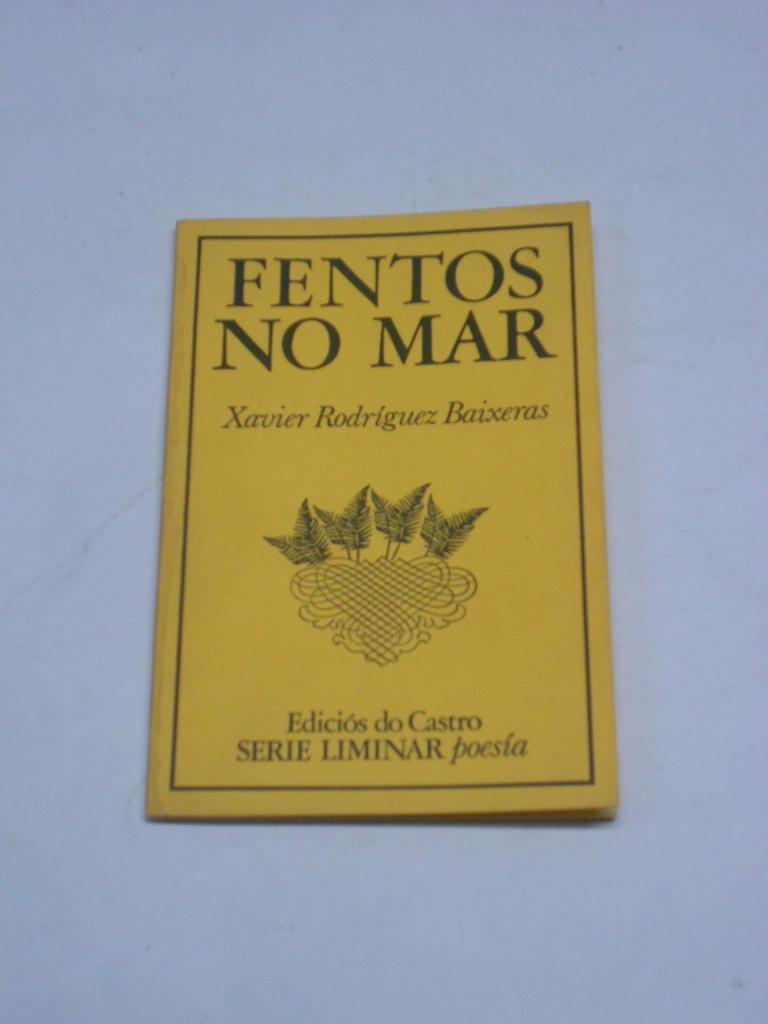 FENTOS
NO MAR
Xavier Rodríguez Baixeras
Ediciós do Castro
SERIE LIMINAR poesía